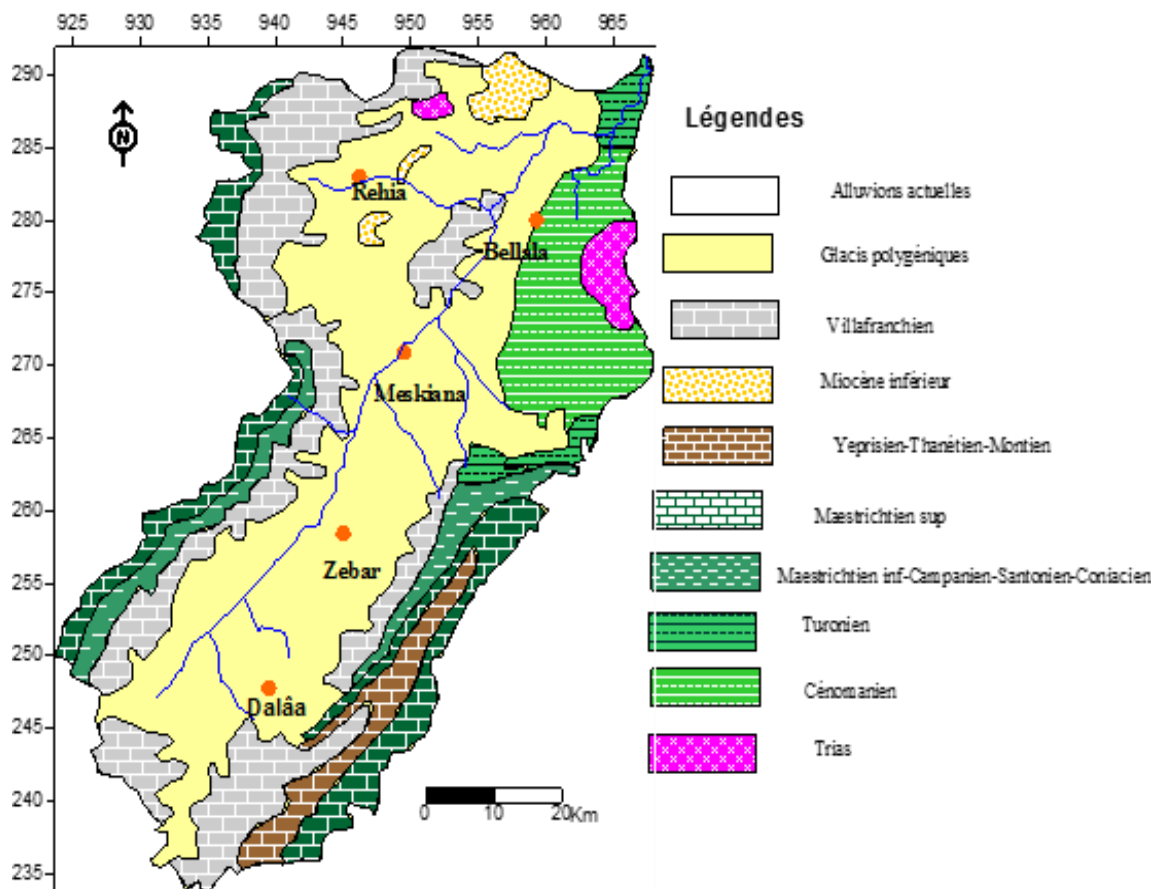 925 930 935 940 945 950 955 960 965
290
285
280
275
270
265
260
255
250
245
240
235
N
Rehia
Bellala
Meskiana
Zebar
Dalâa
0 10 20Km
Légendes
Alluvions actuelles
Glacis polygéniques
Villafranchien
Miocène inférieur
Yeprisien-Thanétien-Montien
Mæstrichtien sup
Maestrichtien inf-Campanien-Santonien-Coniacien
Turonien
Cénomanien
Trias